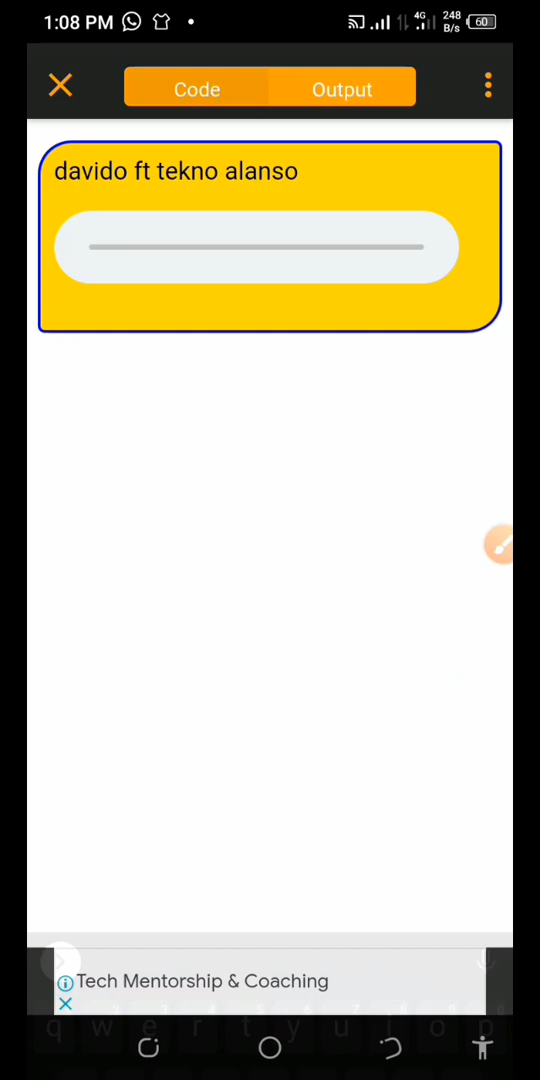 1:08 PM
4G 248 B/s 60
Code Output
davido ft tekno alanso
Tech Mentorship & Coaching
q w e r t y u i o p